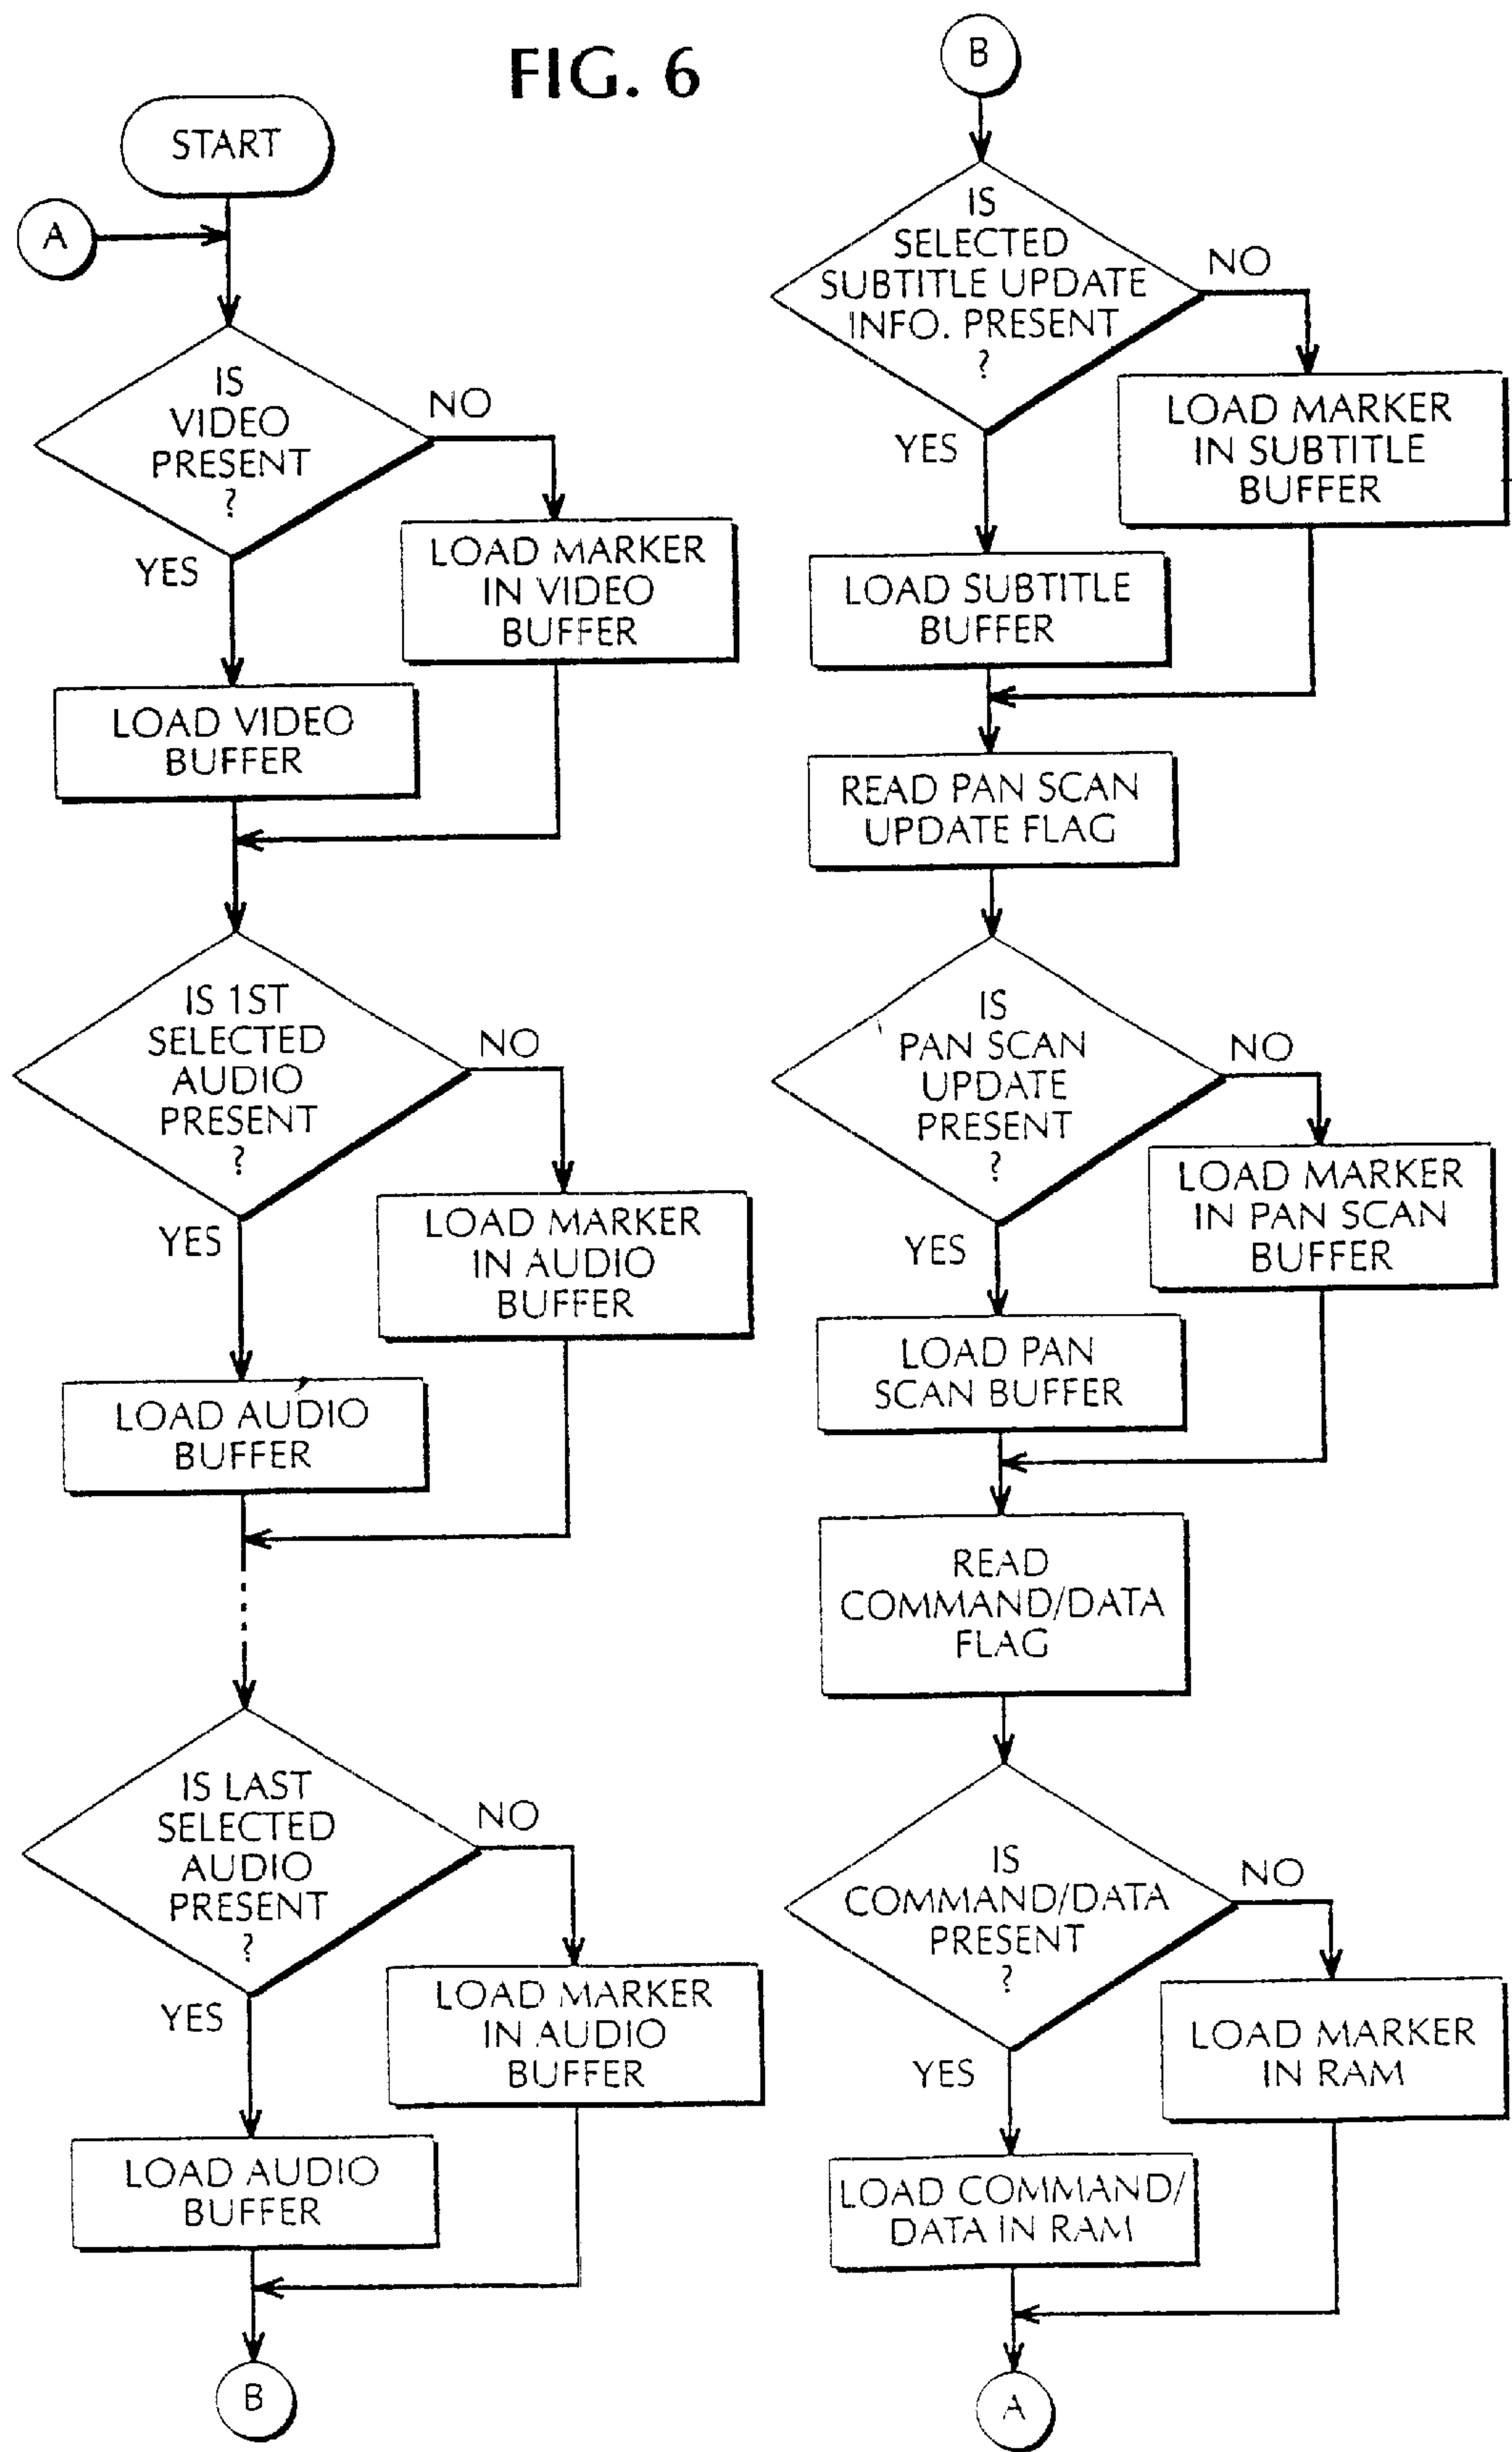 FIG. 6
START
A
IS
VIDEO
PRESENT
?
NO
YES
LOAD MARKER
IN VIDEO
BUFFER
LOAD VIDEO
BUFFER
IS 1ST
SELECTED
AUDIO
PRESENT
?
NO
YES
LOAD MARKER
IN AUDIO
BUFFER
LOAD AUDIO
BUFFER
IS LAST
SELECTED
AUDIO
PRESENT
?
NO
YES
LOAD MARKER
IN AUDIO
BUFFER
LOAD AUDIO
BUFFER
B
B
IS
SELECTED
SUBTITLE UPDATE
INFO. PRESENT
?
NO
YES
LOAD MARKER
IN SUBTITLE
BUFFER
LOAD SUBTITLE
BUFFER
READ PAN SCAN
UPDATE FLAG
IS
PAN SCAN
UPDATE
PRESENT
?
NO
YES
LOAD MARKER
IN PAN SCAN
BUFFER
LOAD PAN
SCAN BUFFER
READ
COMMAND/DATA
FLAG
IS
COMMAND/DATA
PRESENT
?
NO
YES
LOAD MARKER
IN RAM
LOAD COMMAND/
DATA IN RAM
A